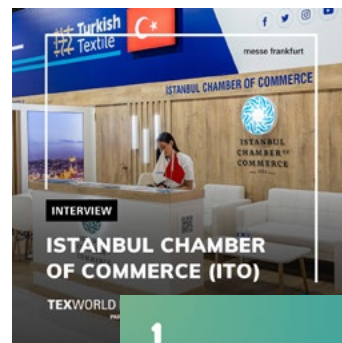 Turkish
Textile
messe frankfurt
ISTANBUL CHAMBER OF COMMERCE
ISTANBUL
CHAMBER OF
COMMERCE
INTERVIEW
ISTANBUL CHAMBER
OF COMMERCE (ITO)
TEXWORLD
1